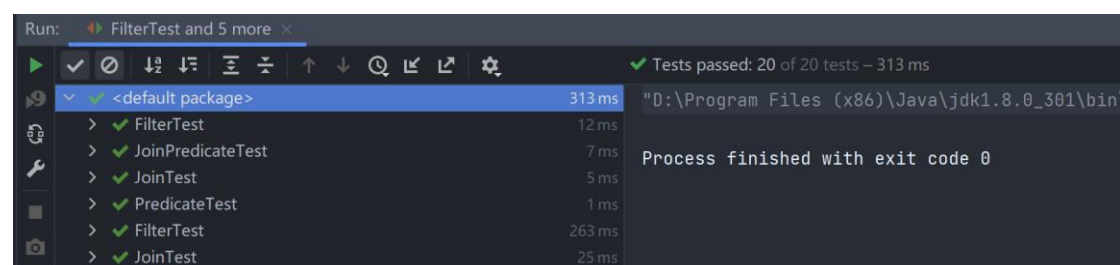 Run: FilterTest and 5 more ×
Tests passed: 20 of 20 tests – 313 ms
<default package> 313 ms
"D:\Program Files (x86)\Java\jdk1.8.0_301\bin
FilterTest 12 ms
JoinPredicateTest 7 ms
Process finished with exit code 0
JoinTest 5 ms
PredicateTest 1 ms
FilterTest 263 ms
JoinTest 25 ms